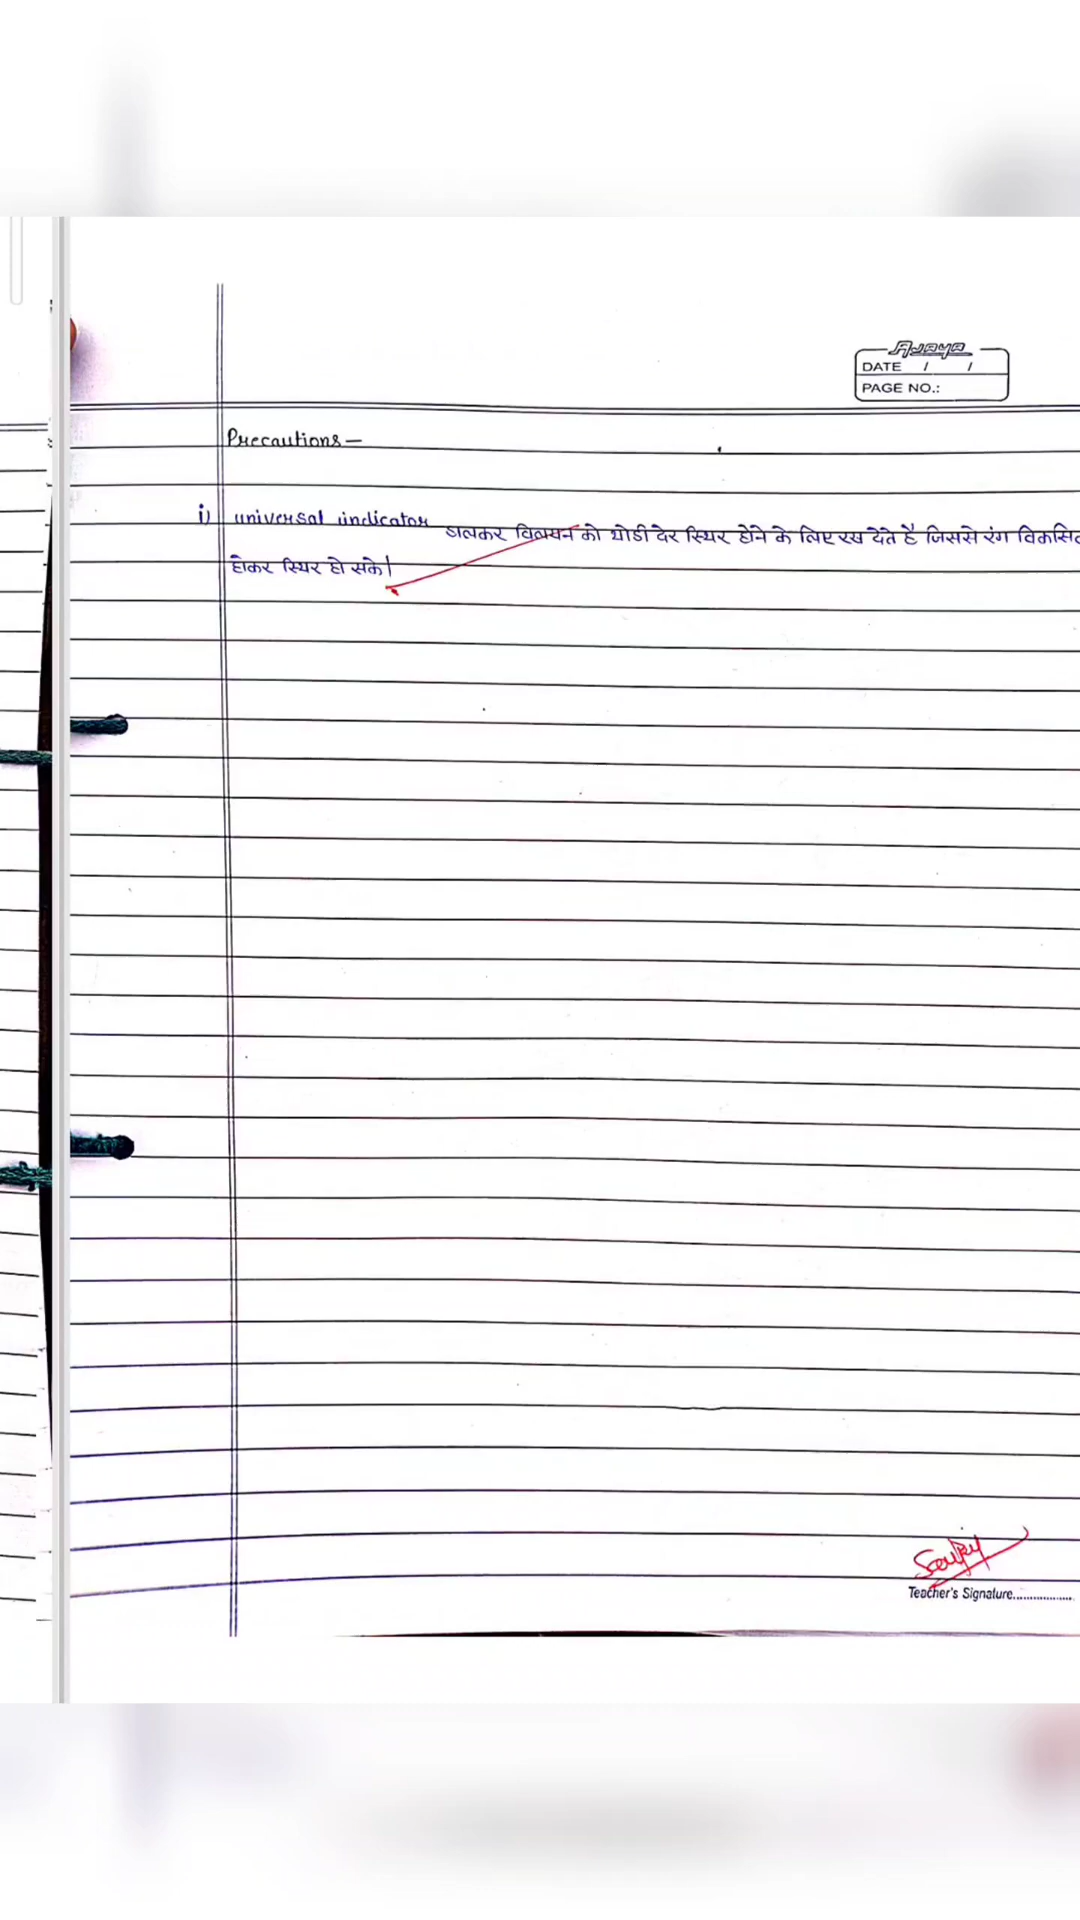 AJAYA
DATE / /
PAGE NO.:
Precautions —
i) universal indicator डालकर विलयन को थोडी देर स्थिर होने के लिए रख देते है जिससे रंग विकसित
होकर स्थिर हो सके।
Teacher's Signature..................